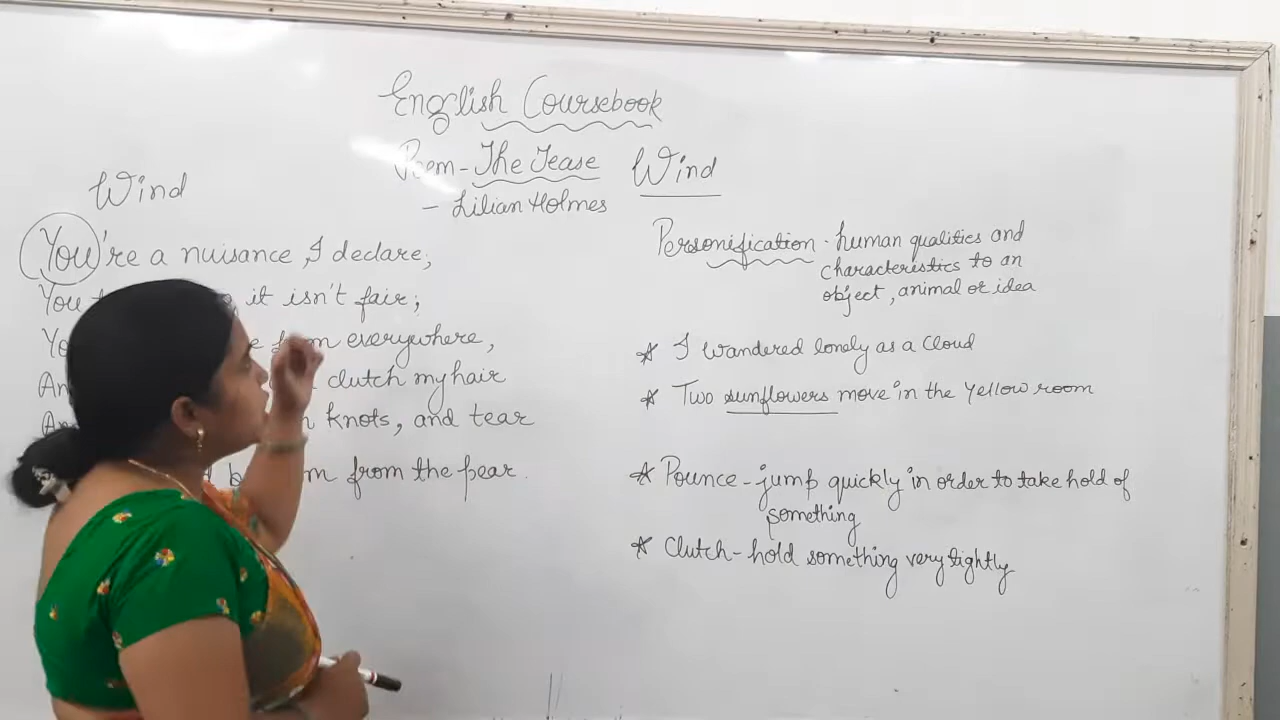 English Coursebook
Poem - The Tease Wind
- Lilian Holmes
Wind
You're a nuisance, I declare;
You it isn't fair;
from everywhere,
clutch my hair
knots, and tear
from the pear.
Personification - human qualities and
characteristics to an
object, animal or idea
* I wandered lonely as a cloud
* Two sunflowers move in the yellow room
* Pounce - jump quickly in order to take hold of
something
* Clutch - hold something very tightly